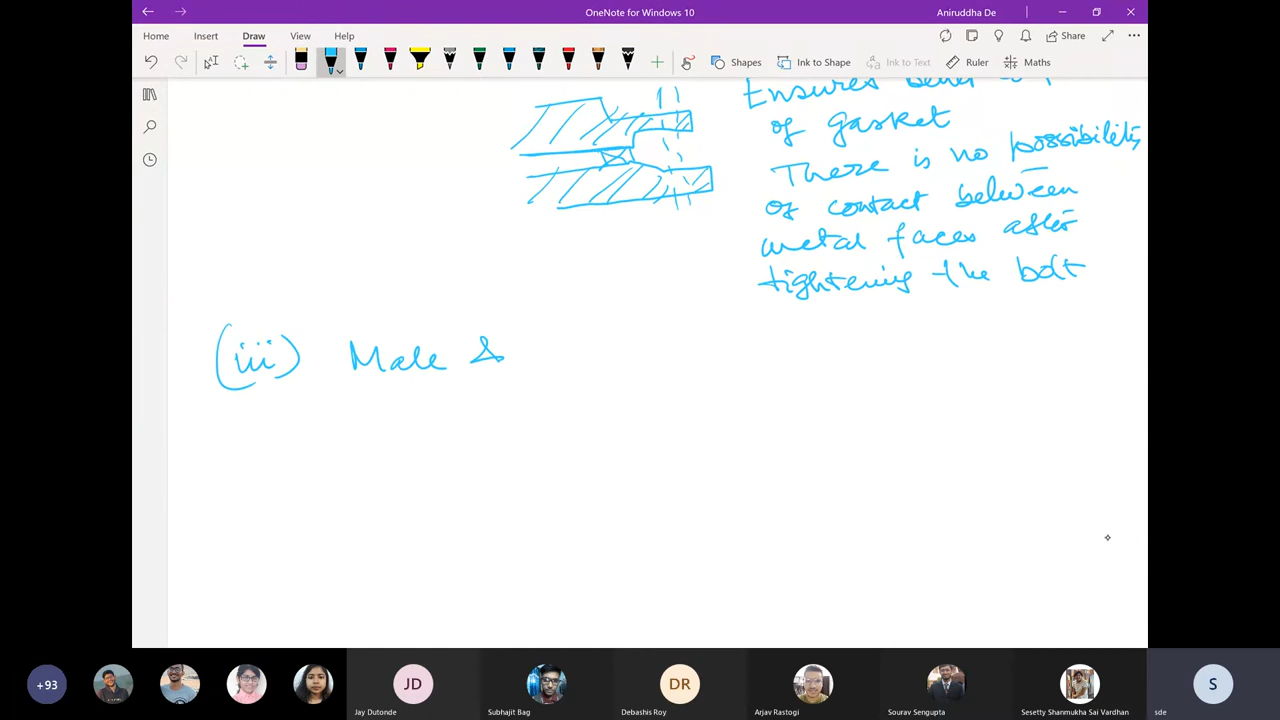 OneNote for Windows 10
Aniruddha De
Home Insert Draw View Help
Share
Shapes
Ink to Shape
Ink to Text
Ruler
Maths
Ensures
of gasket
There is no possibility
of contact between
metal faces after
tightening the bolt
(iii) Male &
+93
JD
DR
S
Jay Dutonde
Subhajit Bag
Debashis Roy
Arjav Rastogi
Sourav Sengupta
Sesetty Shanmukha Sai Vardhan
sde